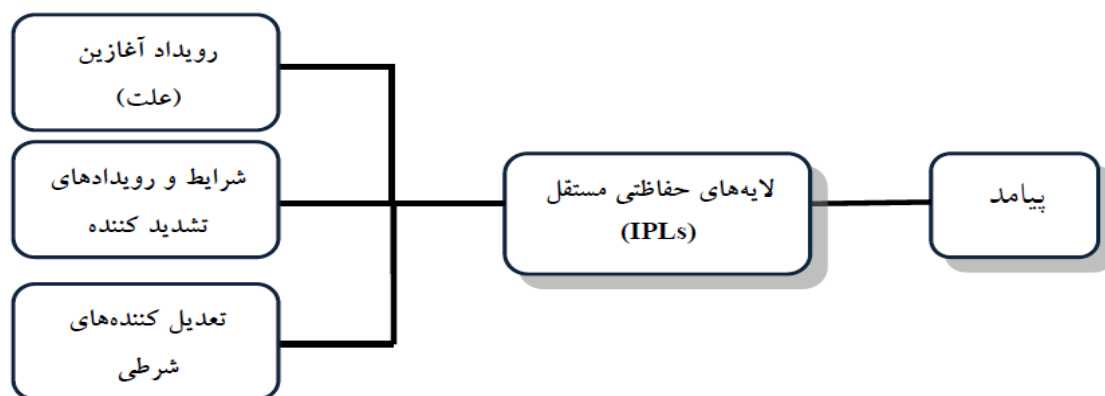 رویداد آغازین
(علت)
شرایط و رویدادهای
تشدید کننده
تعدیل کننده‌های
شرطی
لایه‌های حفاظتی مستقل
(IPLs)
پیامد